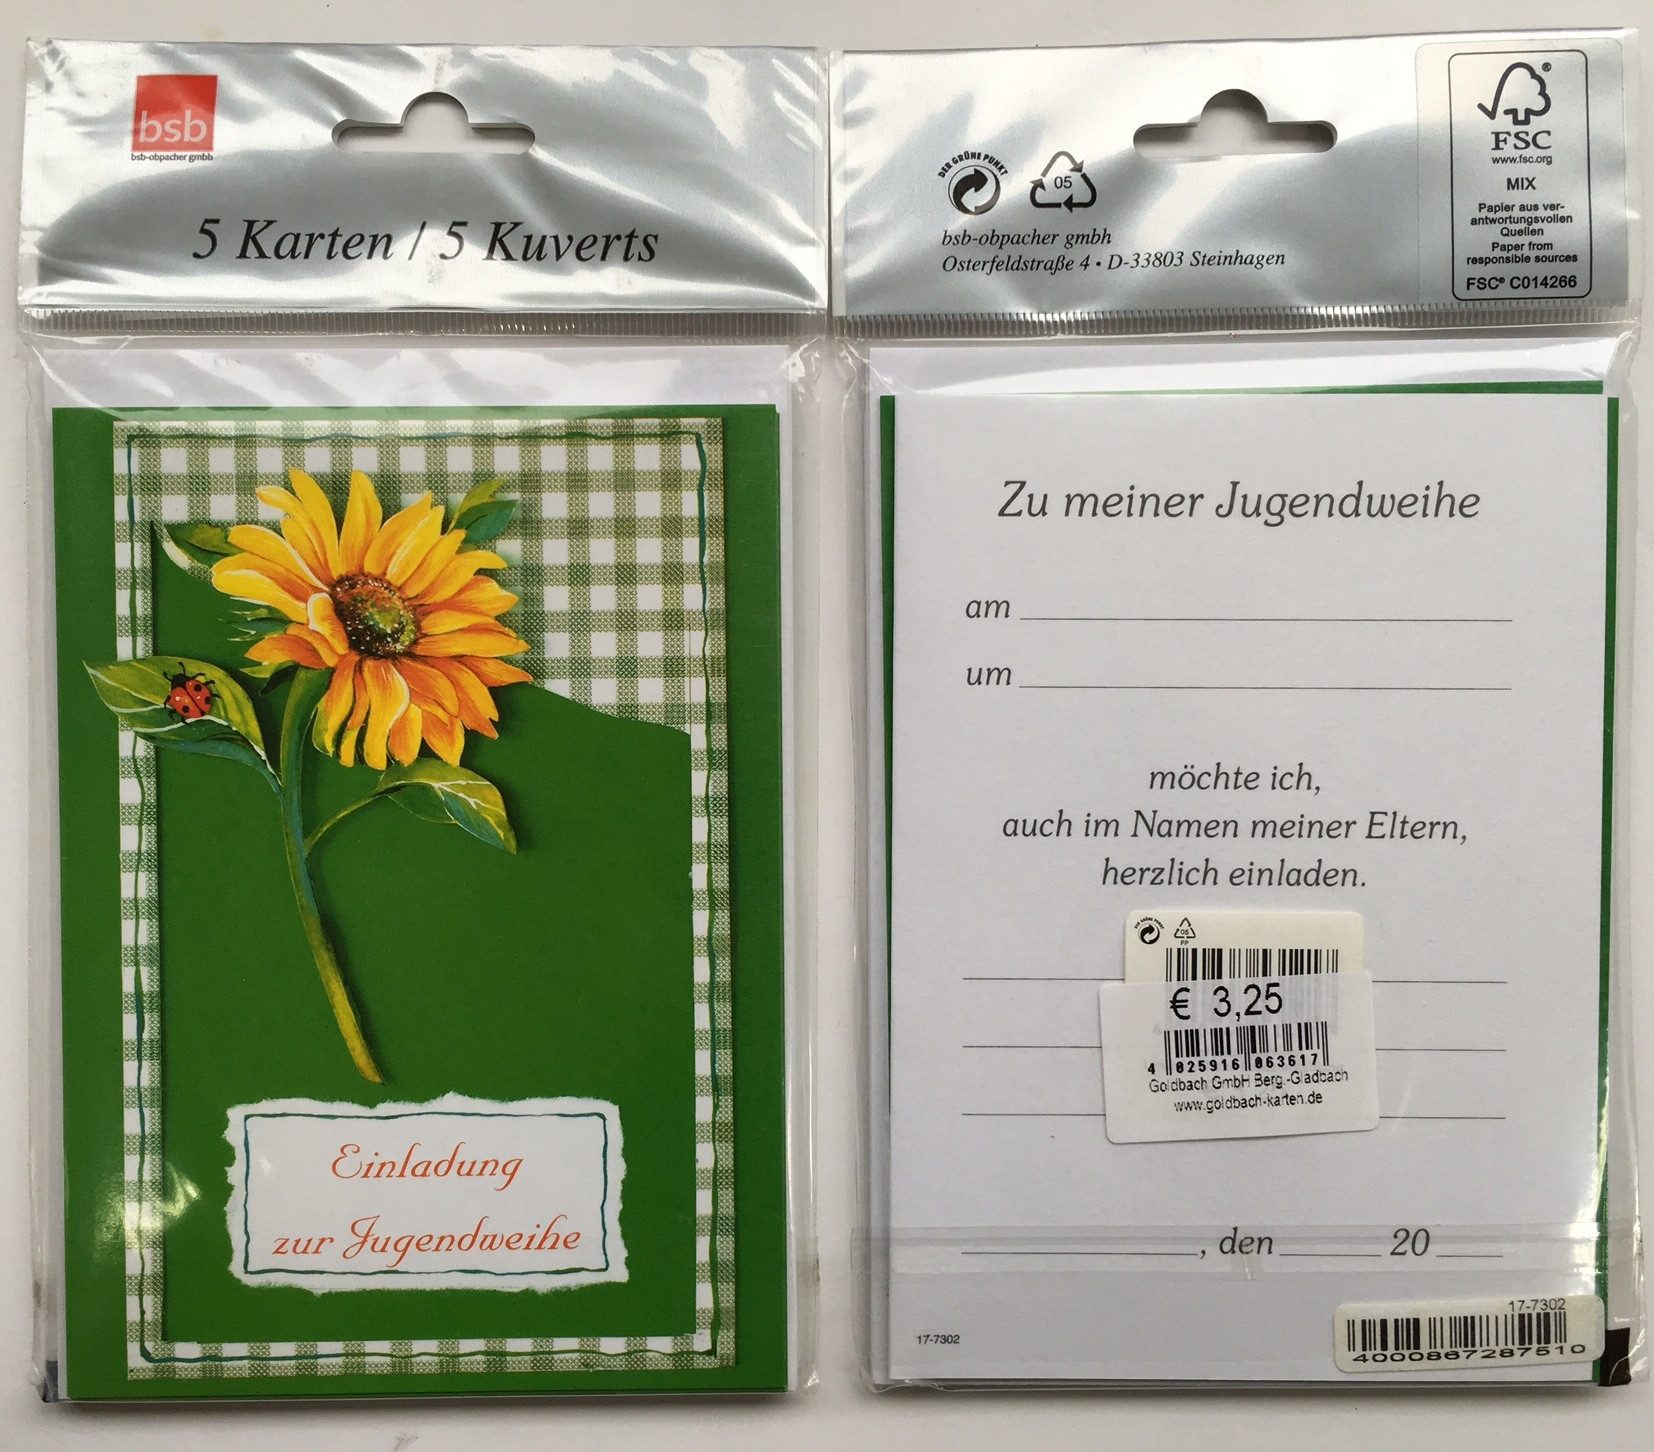 bsb
bsb-obpacher gmbh
5 Karten / 5 Kuverts
Einladung
zur Jugendweihe
DER GRÜNE PUNKT
05
bsb-obpacher gmbh
Osterfeldstraße 4 • D-33803 Steinhagen
FSC
www.fsc.org
MIX
Papier aus ver-
antwortungsvollen
Quellen
Paper from
responsible sources
FSC® C014266
Zu meiner Jugendweihe
am
um
möchte ich,
auch im Namen meiner Eltern,
herzlich einladen.
DER GRÜNE PUNKT
05
PP
€ 3,25
4 025916 063617
Goldbach GmbH Berg.-Gladbach
www.goldbach-karten.de
, den 20
17-7302
17-7302
4000867287510